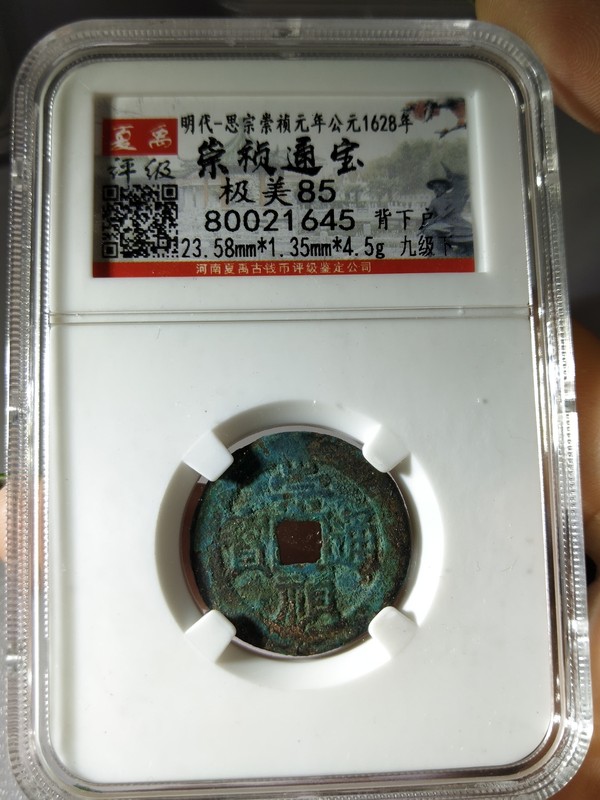 明代-思宗崇祯元年公元1628年
夏禹
评级
崇祯通宝
极美85
80021645 背下户
23.58mm*1.35mm*4.5g 九级下
河南夏禹古钱币评级鉴定公司
崇
寶 通
禎